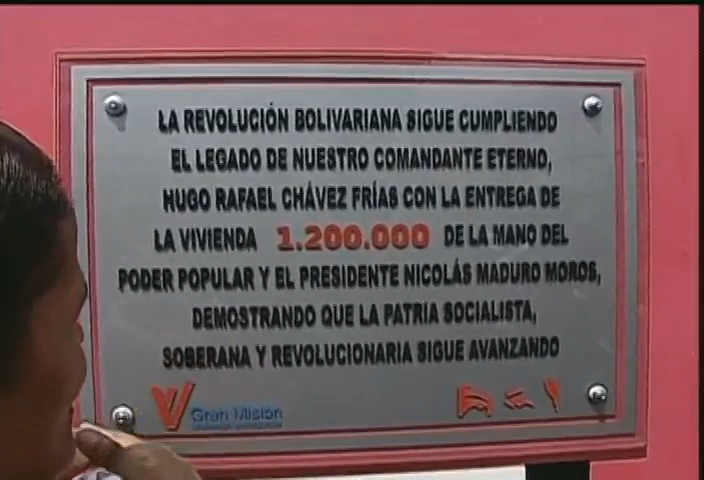 LA REVOLUCIÓN BOLIVARIANA SIGUE CUMPLIENDO
EL LEGADO DE NUESTRO COMANDANTE ETERNO,
HUGO RAFAEL CHÁVEZ FRÍAS CON LA ENTREGA DE
LA VIVIENDA 1.200.000 DE LA MANO DEL
PODER POPULAR Y EL PRESIDENTE NICOLÁS MADURO MOROS,
DEMOSTRANDO QUE LA PATRIA SOCIALISTA,
SOBERANA Y REVOLUCIONARIA SIGUE AVANZANDO
Gran Misión